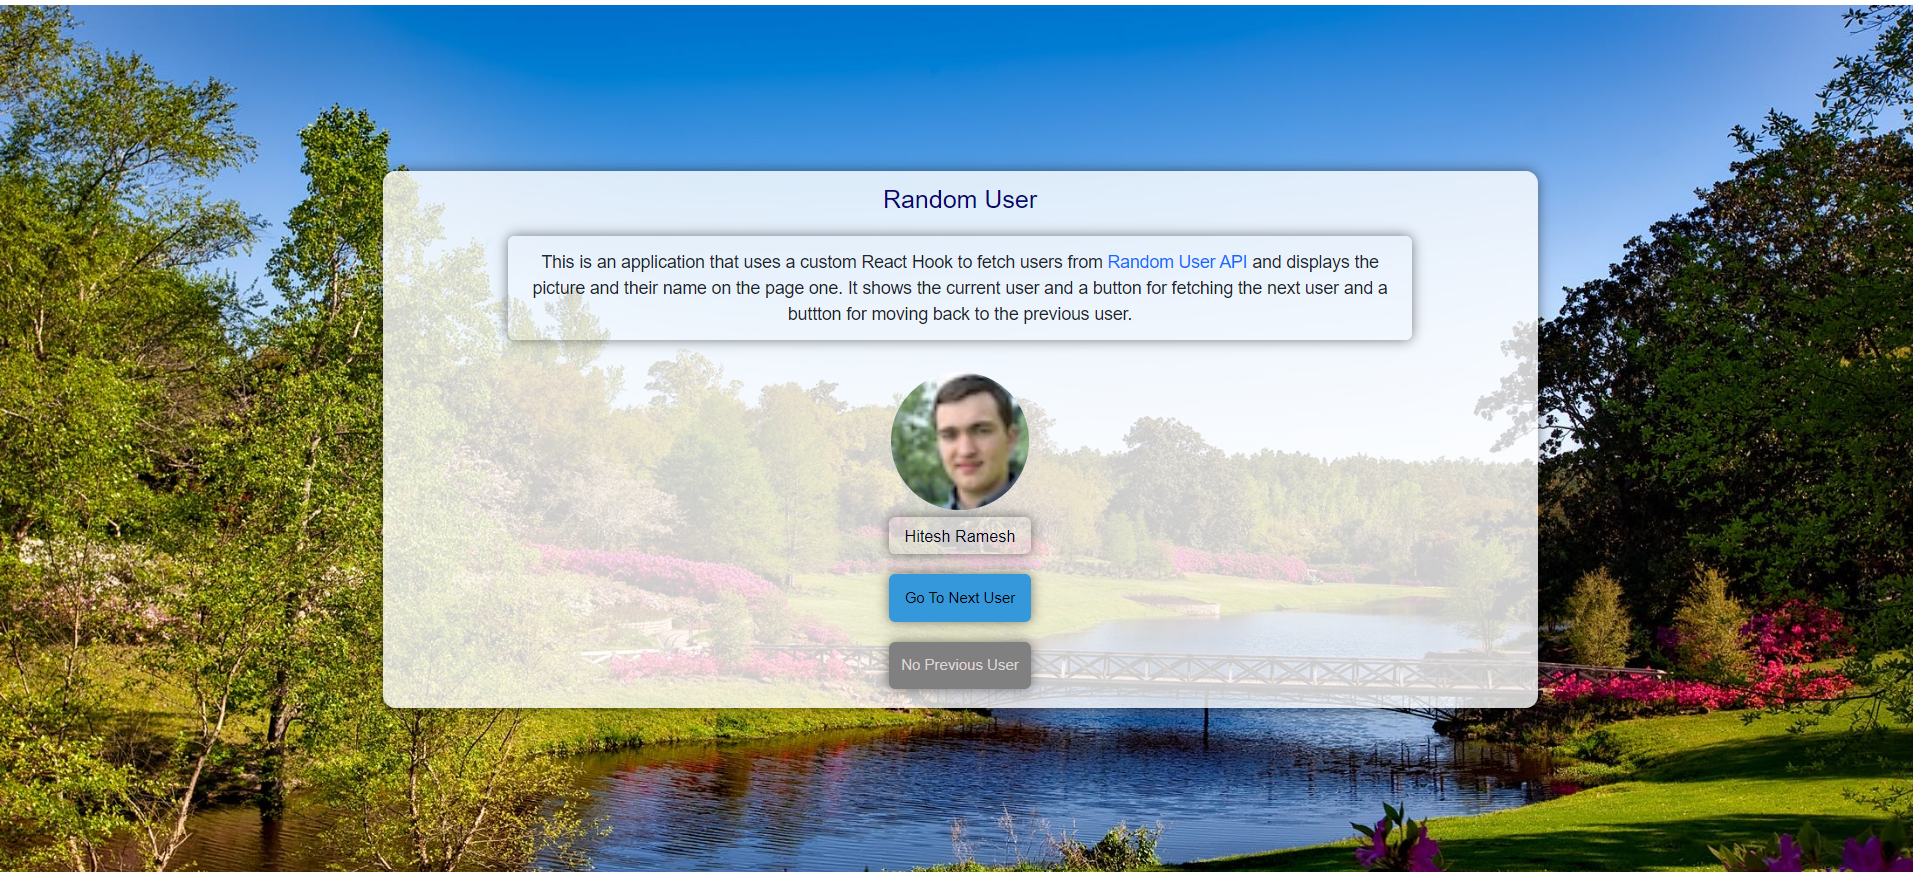 Random User
This is an application that uses a custom React Hook to fetch users from Random User API and displays the
picture and their name on the page one. It shows the current user and a button for fetching the next user and a
buttton for moving back to the previous user.
Hitesh Ramesh
Go To Next User
No Previous User